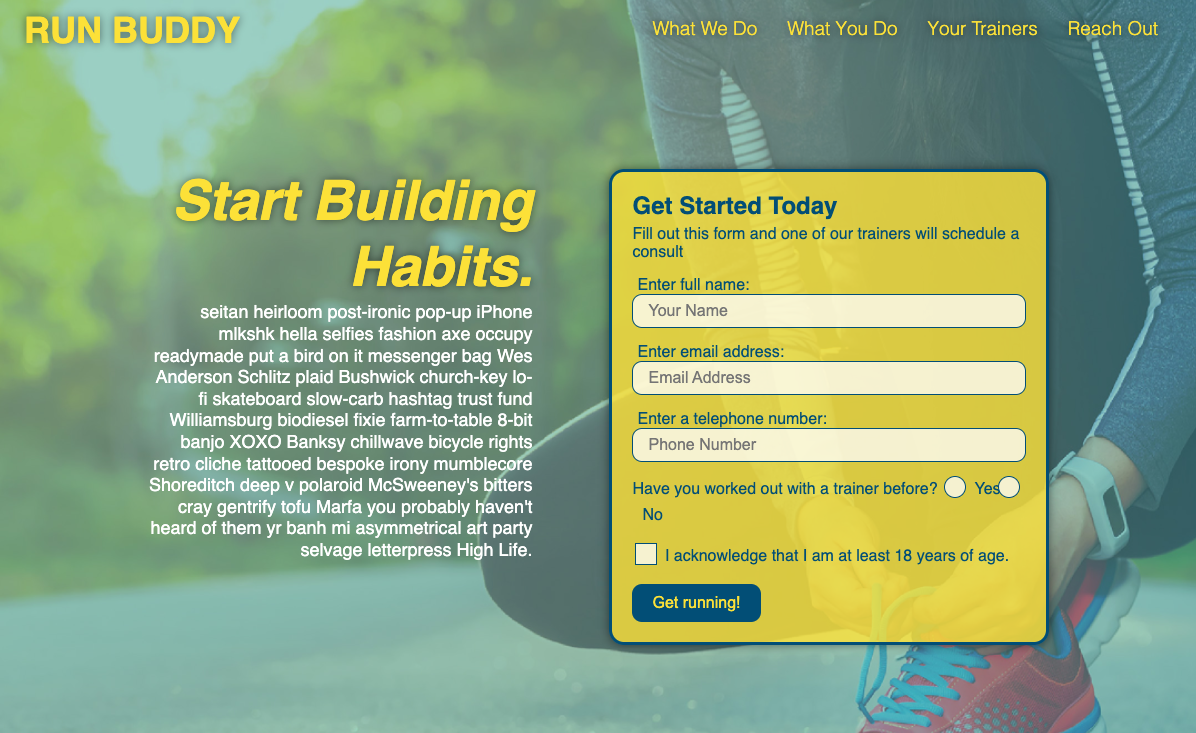 RUN BUDDY
What We Do
What You Do
Your Trainers
Reach Out
Start Building
Habits.
seitan heirloom post-ironic pop-up iPhone
mlkshk hella selfies fashion axe occupy
readymade put a bird on it messenger bag Wes
Anderson Schlitz plaid Bushwick church-key lo-
fi skateboard slow-carb hashtag trust fund
Williamsburg biodiesel fixie farm-to-table 8-bit
banjo XOXO Banksy chillwave bicycle rights
retro cliche tattooed bespoke irony mumblecore
Shoreditch deep v polaroid McSweeney's bitters
cray gentrify tofu Marfa you probably haven't
heard of them yr banh mi asymmetrical art party
selvage letterpress High Life.
Get Started Today
Fill out this form and one of our trainers will schedule a
consult
Enter full name:
Your Name
Enter email address:
Email Address
Enter a telephone number:
Phone Number
Have you worked out with a trainer before? Yes
No
I acknowledge that I am at least 18 years of age.
Get running!